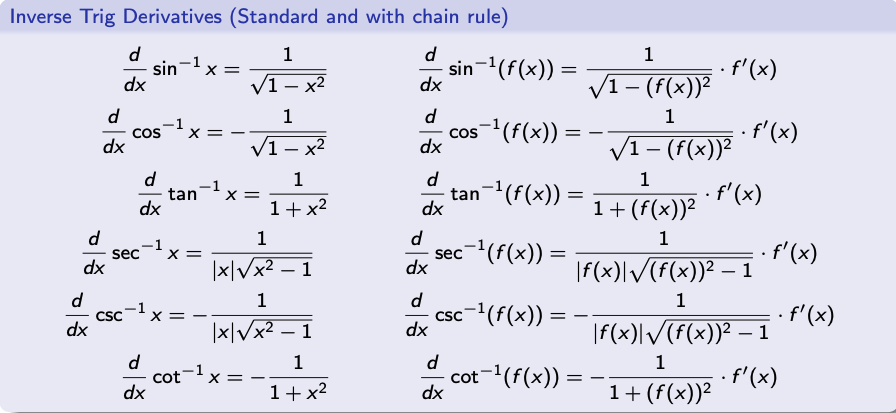 Inverse Trig Derivatives (Standard and with chain rule)
$\frac{d}{dx} \sin^{-1} x = \frac{1}{\sqrt{1 - x^2}}$ $\frac{d}{dx} \sin^{-1}(f(x)) = \frac{1}{\sqrt{1 - (f(x))^2}} \cdot f'(x)$
$\frac{d}{dx} \cos^{-1} x = -\frac{1}{\sqrt{1 - x^2}}$ $\frac{d}{dx} \cos^{-1}(f(x)) = -\frac{1}{\sqrt{1 - (f(x))^2}} \cdot f'(x)$
$\frac{d}{dx} \tan^{-1} x = \frac{1}{1 + x^2}$ $\frac{d}{dx} \tan^{-1}(f(x)) = \frac{1}{1 + (f(x))^2} \cdot f'(x)$
$\frac{d}{dx} \sec^{-1} x = \frac{1}{|x|\sqrt{x^2 - 1}}$ $\frac{d}{dx} \sec^{-1}(f(x)) = \frac{1}{|f(x)|\sqrt{(f(x))^2 - 1}} \cdot f'(x)$
$\frac{d}{dx} \csc^{-1} x = -\frac{1}{|x|\sqrt{x^2 - 1}}$ $\frac{d}{dx} \csc^{-1}(f(x)) = -\frac{1}{|f(x)|\sqrt{(f(x))^2 - 1}} \cdot f'(x)$
$\frac{d}{dx} \cot^{-1} x = -\frac{1}{1 + x^2}$ $\frac{d}{dx} \cot^{-1}(f(x)) = -\frac{1}{1 + (f(x))^2} \cdot f'(x)$